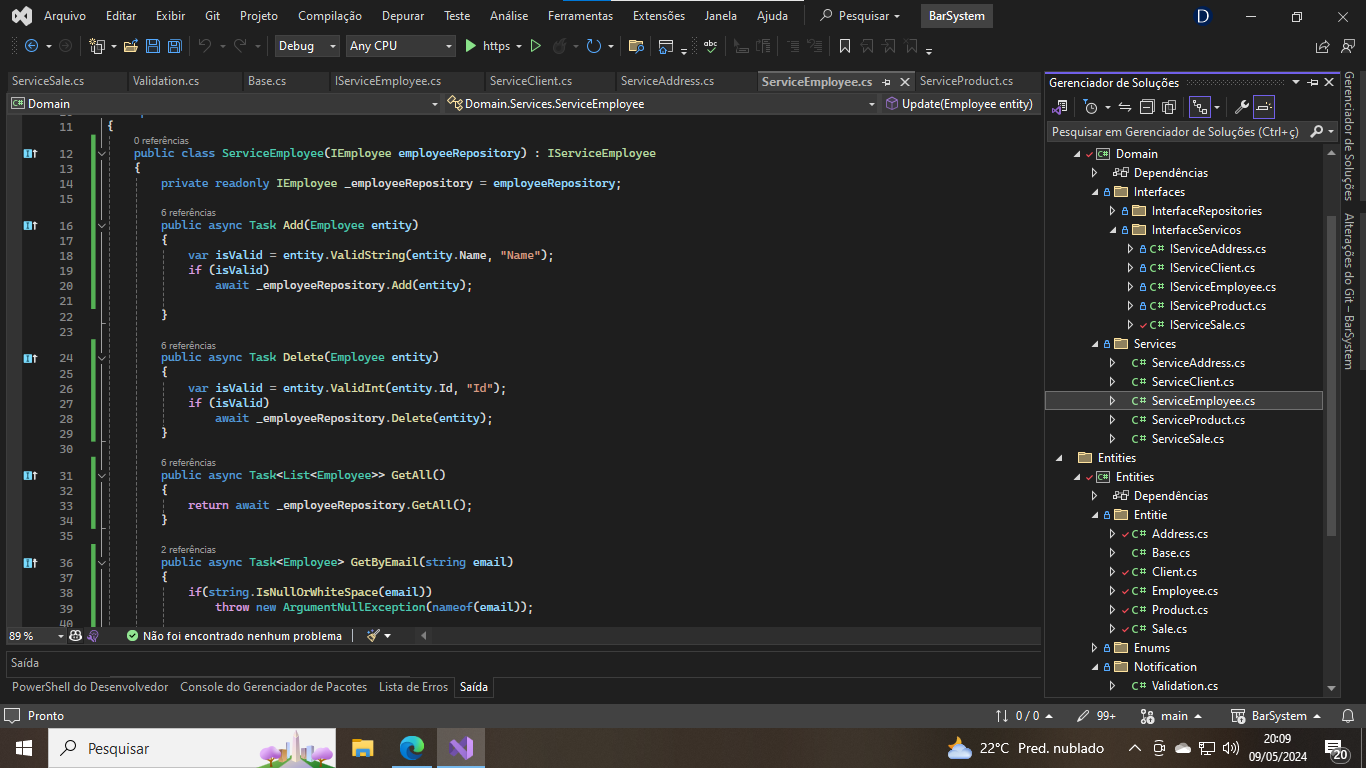 Arquivo Editar Exibir Git Projeto Compilação Depurar Teste Análise Ferramentas Extensões Janela Ajuda Pesquisar BarSystem D
Debug Any CPU https
ServiceSale.cs Validation.cs Base.cs IServiceEmployee.cs ServiceClient.cs ServiceAddress.cs ServiceEmployee.cs ServiceProduct.cs
Domain Domain.Services.ServiceEmployee Update(Employee entity)
11 {
0 referências
12 public class ServiceEmployee(IEmployee employeeRepository) : IServiceEmployee
13 {
14 private readonly IEmployee _employeeRepository = employeeRepository;
15
6 referências
16 public async Task Add(Employee entity)
17 {
18 var isValid = entity.ValidString(entity.Name, "Name");
19 if (isValid)
20 await _employeeRepository.Add(entity);
21
22 }
23
6 referências
24 public async Task Delete(Employee entity)
25 {
26 var isValid = entity.ValidInt(entity.Id, "Id");
27 if (isValid)
28 await _employeeRepository.Delete(entity);
29 }
30
6 referências
31 public async Task<List<Employee>> GetAll()
32 {
33 return await _employeeRepository.GetAll();
34 }
35
2 referências
36 public async Task<Employee> GetByEmail(string email)
37 {
38 if(string.IsNullOrWhiteSpace(email))
39 throw new ArgumentNullException(nameof(email));
40
89 % Não foi encontrado nenhum problema
Saída
PowerShell do Desenvolvedor Console do Gerenciador de Pacotes Lista de Erros Saída
Gerenciador de Soluções
Pesquisar em Gerenciador de Soluções (Ctrl+ç)
C# Domain
Dependências
Interfaces
InterfaceRepositories
InterfaceServicos
C# IServiceAddress.cs
C# IServiceClient.cs
C# IServiceEmployee.cs
C# IServiceProduct.cs
C# IServiceSale.cs
Services
C# ServiceAddress.cs
C# ServiceClient.cs
C# ServiceEmployee.cs
C# ServiceProduct.cs
C# ServiceSale.cs
Entities
C# Entities
Dependências
Entitie
C# Address.cs
C# Base.cs
C# Client.cs
C# Employee.cs
C# Product.cs
C# Sale.cs
Enums
Notification
C# Validation.cs
Gerenciador de Soluções
Alterações do Git – BarSystem
Pronto 0 / 0 99+ main BarSystem
Pesquisar 22°C Pred. nublado 20:09
09/05/2024 20